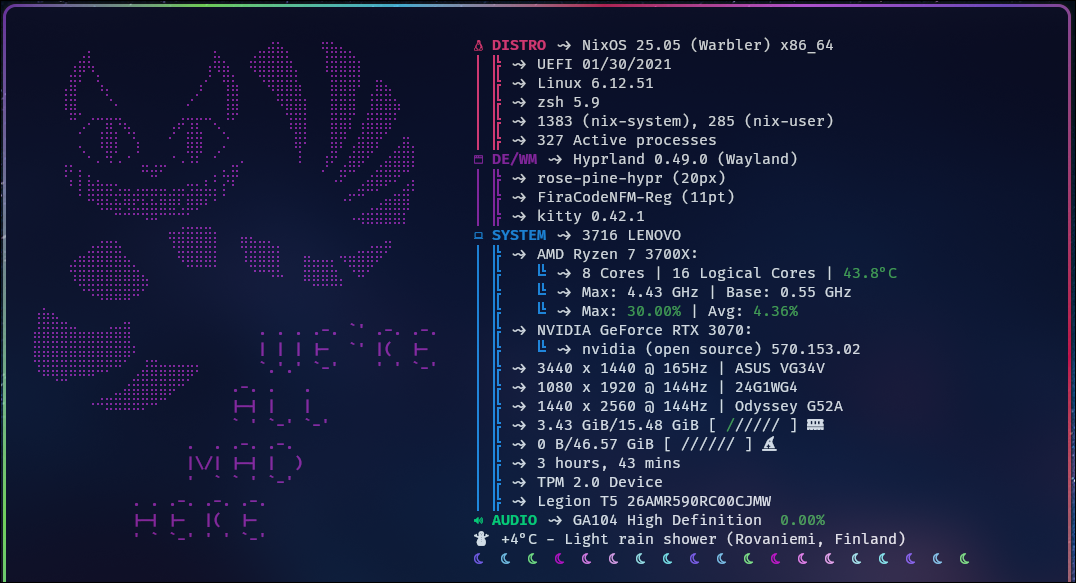 WE'RE
ALL
MAD
HERE
DISTRO ~> NixOS 25.05 (Warbler) x86_64
~> UEFI 01/30/2021
~> Linux 6.12.51
~> zsh 5.9
~> 1383 (nix-system), 285 (nix-user)
~> 327 Active processes
DE/WM ~> Hyprland 0.49.0 (Wayland)
~> rose-pine-hypr (20px)
~> FiraCodeNFM-Reg (11pt)
~> kitty 0.42.1
SYSTEM ~> 3716 LENOVO
~> AMD Ryzen 7 3700X:
~> 8 Cores | 16 Logical Cores | 43.8°C
~> Max: 4.43 GHz | Base: 0.55 GHz
~> Max: 30.00% | Avg: 4.36%
~> NVIDIA GeForce RTX 3070:
~> nvidia (open source) 570.153.02
~> 3440 x 1440 @ 165Hz | ASUS VG34V
~> 1080 x 1920 @ 144Hz | 24G1WG4
~> 1440 x 2560 @ 144Hz | Odyssey G52A
~> 3.43 GiB/15.48 GiB [ ////// ]
~> 0 B/46.57 GiB [ ////// ]
~> 3 hours, 43 mins
~> TPM 2.0 Device
~> Legion T5 26AMR590RC00CJMW
AUDIO ~> GA104 High Definition 0.00%
+4°C - Light rain shower (Rovaniemi, Finland)